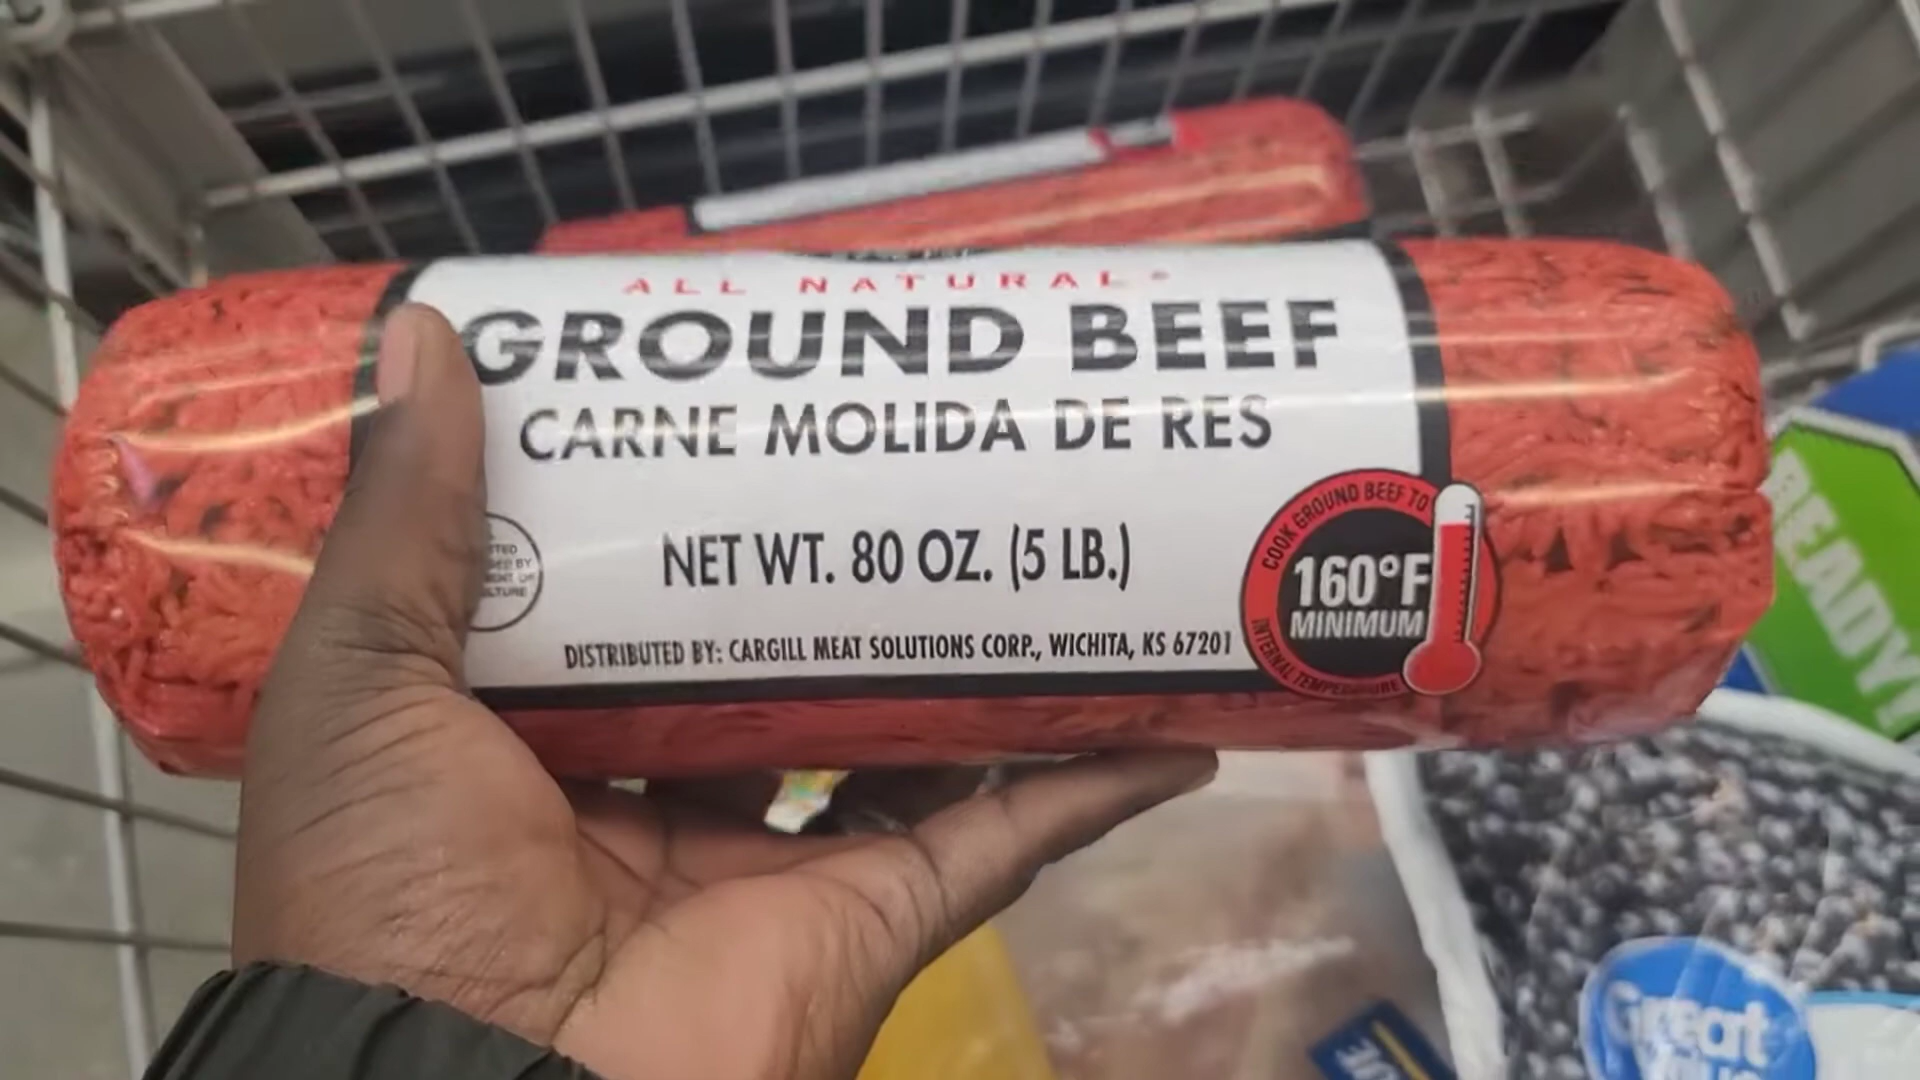 ALL NATURAL®
GROUND BEEF
CARNE MOLIDA DE RES
NET WT. 80 OZ. (5 LB.)
DISTRIBUTED BY: CARGILL MEAT SOLUTIONS CORP., WICHITA, KS 67201
COOK GROUND BEEF TO
160°F
MINIMUM
INTERNAL TEMPERATURE
READY
Great